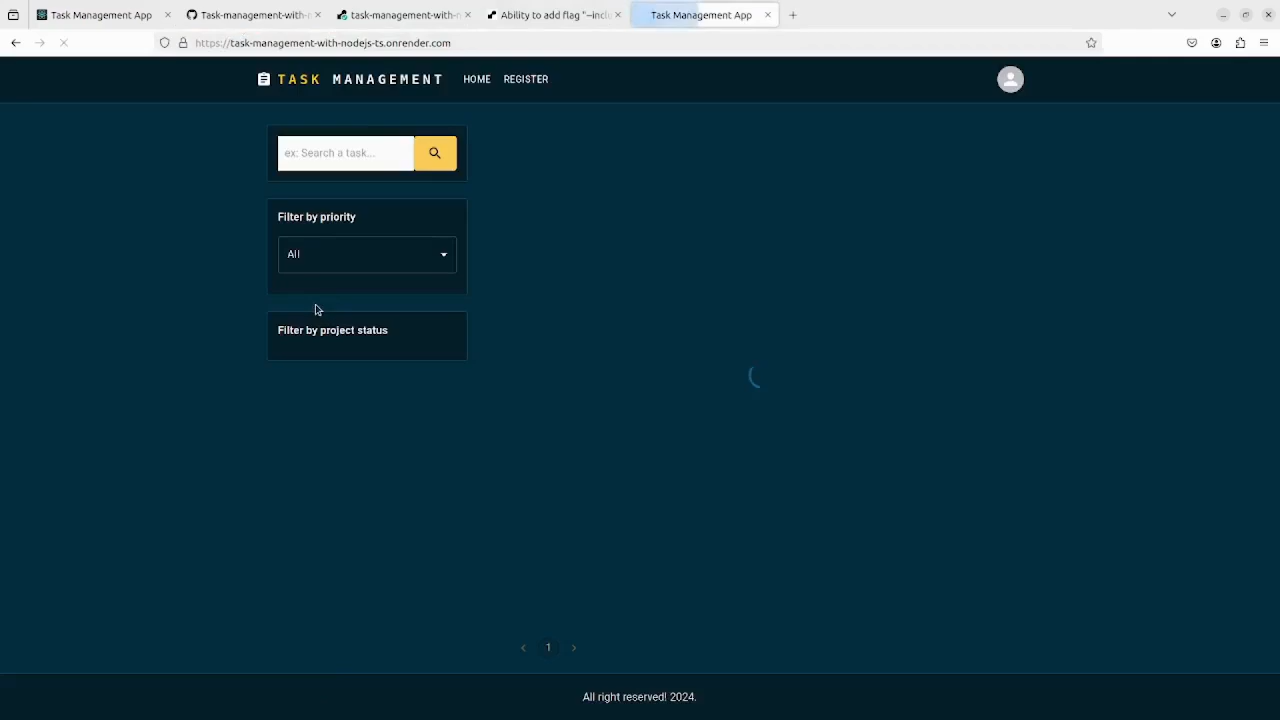 Task Management App
Task-management-with-
task-management-with-
Ability to add flag "--inclu
Task Management App
https://task-management-with-nodejs-ts.onrender.com
TASK MANAGEMENT
HOME
REGISTER
ex: Search a task...
Filter by priority
All
Filter by project status
1
All right reserved! 2024.